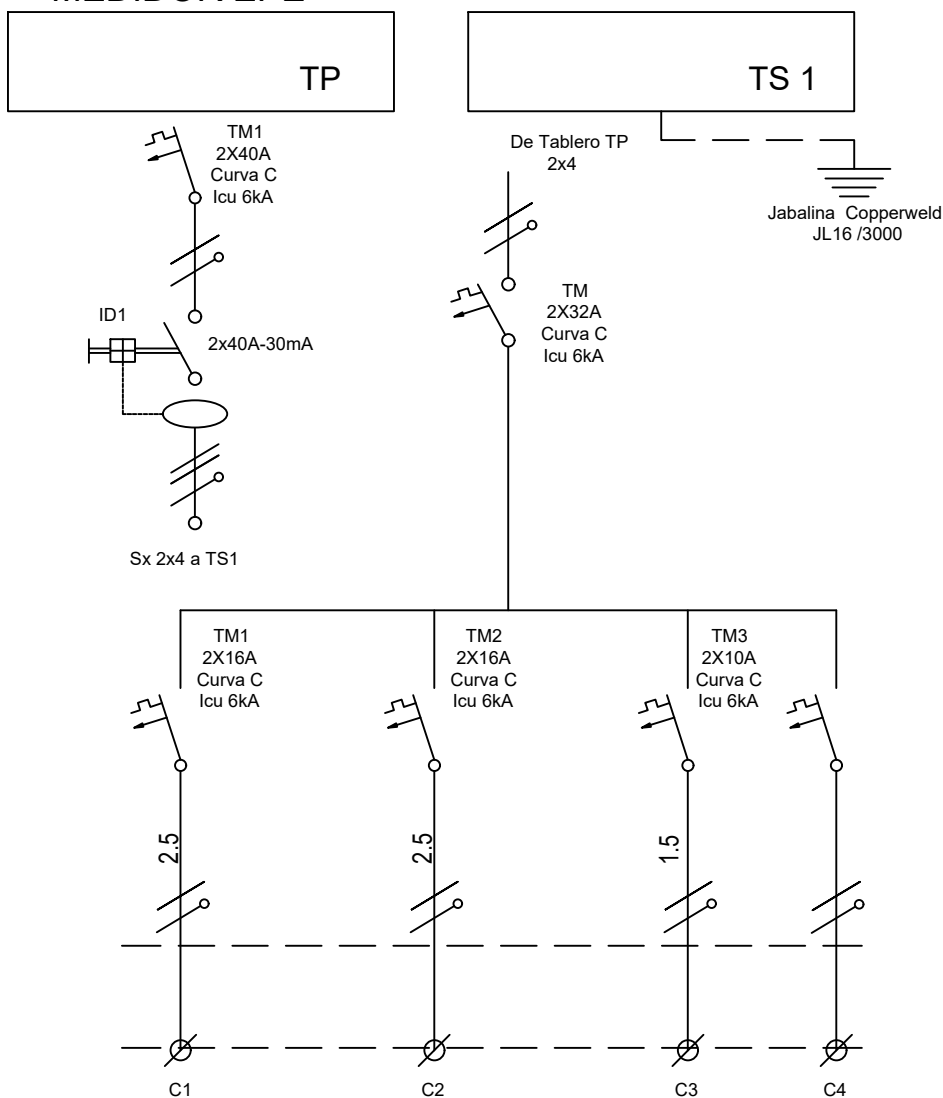 TP
TM1
2X40A
Curva C
Icu 6kA
ID1
2x40A-30mA
Sx 2x4 a TS1
TS 1
De Tablero TP
2x4
Jabalina Copperweld
JL16 /3000
TM
2X32A
Curva C
Icu 6kA
TM1
2X16A
Curva C
Icu 6kA
TM2
2X16A
Curva C
Icu 6kA
TM3
2X10A
Curva C
Icu 6kA
2.5
2.5
1.5
C1
C2
C3
C4